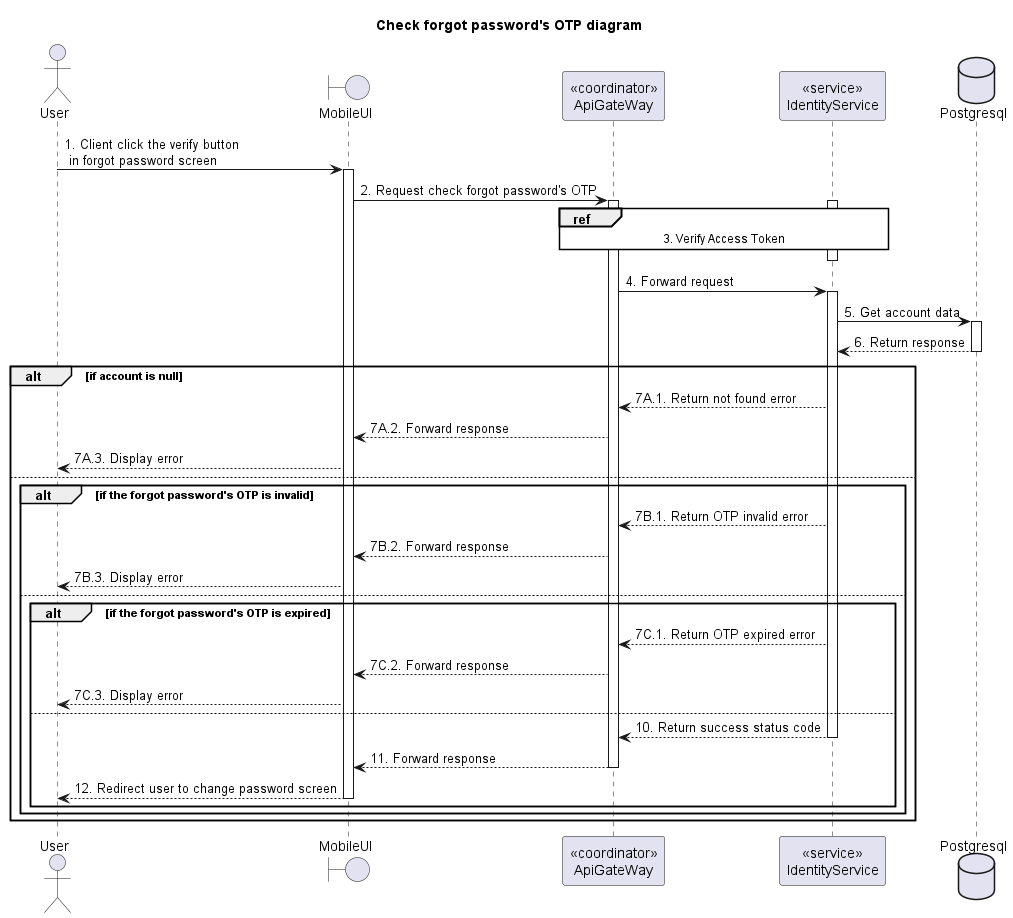 Check forgot password's OTP diagram
User
MobileUI
«coordinator»
ApiGateWay
«service»
IdentityService
Postgresql
1. Client click the verify button
in forgot password screen
2. Request check forgot password's OTP
ref
3. Verify Access Token
4. Forward request
5. Get account data
6. Return response
alt [if account is null]
7A.1. Return not found error
7A.2. Forward response
7A.3. Display error
alt [if the forgot password's OTP is invalid]
7B.1. Return OTP invalid error
7B.2. Forward response
7B.3. Display error
alt [if the forgot password's OTP is expired]
7C.1. Return OTP expired error
7C.2. Forward response
7C.3. Display error
10. Return success status code
11. Forward response
12. Redirect user to change password screen
User
MobileUI
«coordinator»
ApiGateWay
«service»
IdentityService
Postgresql